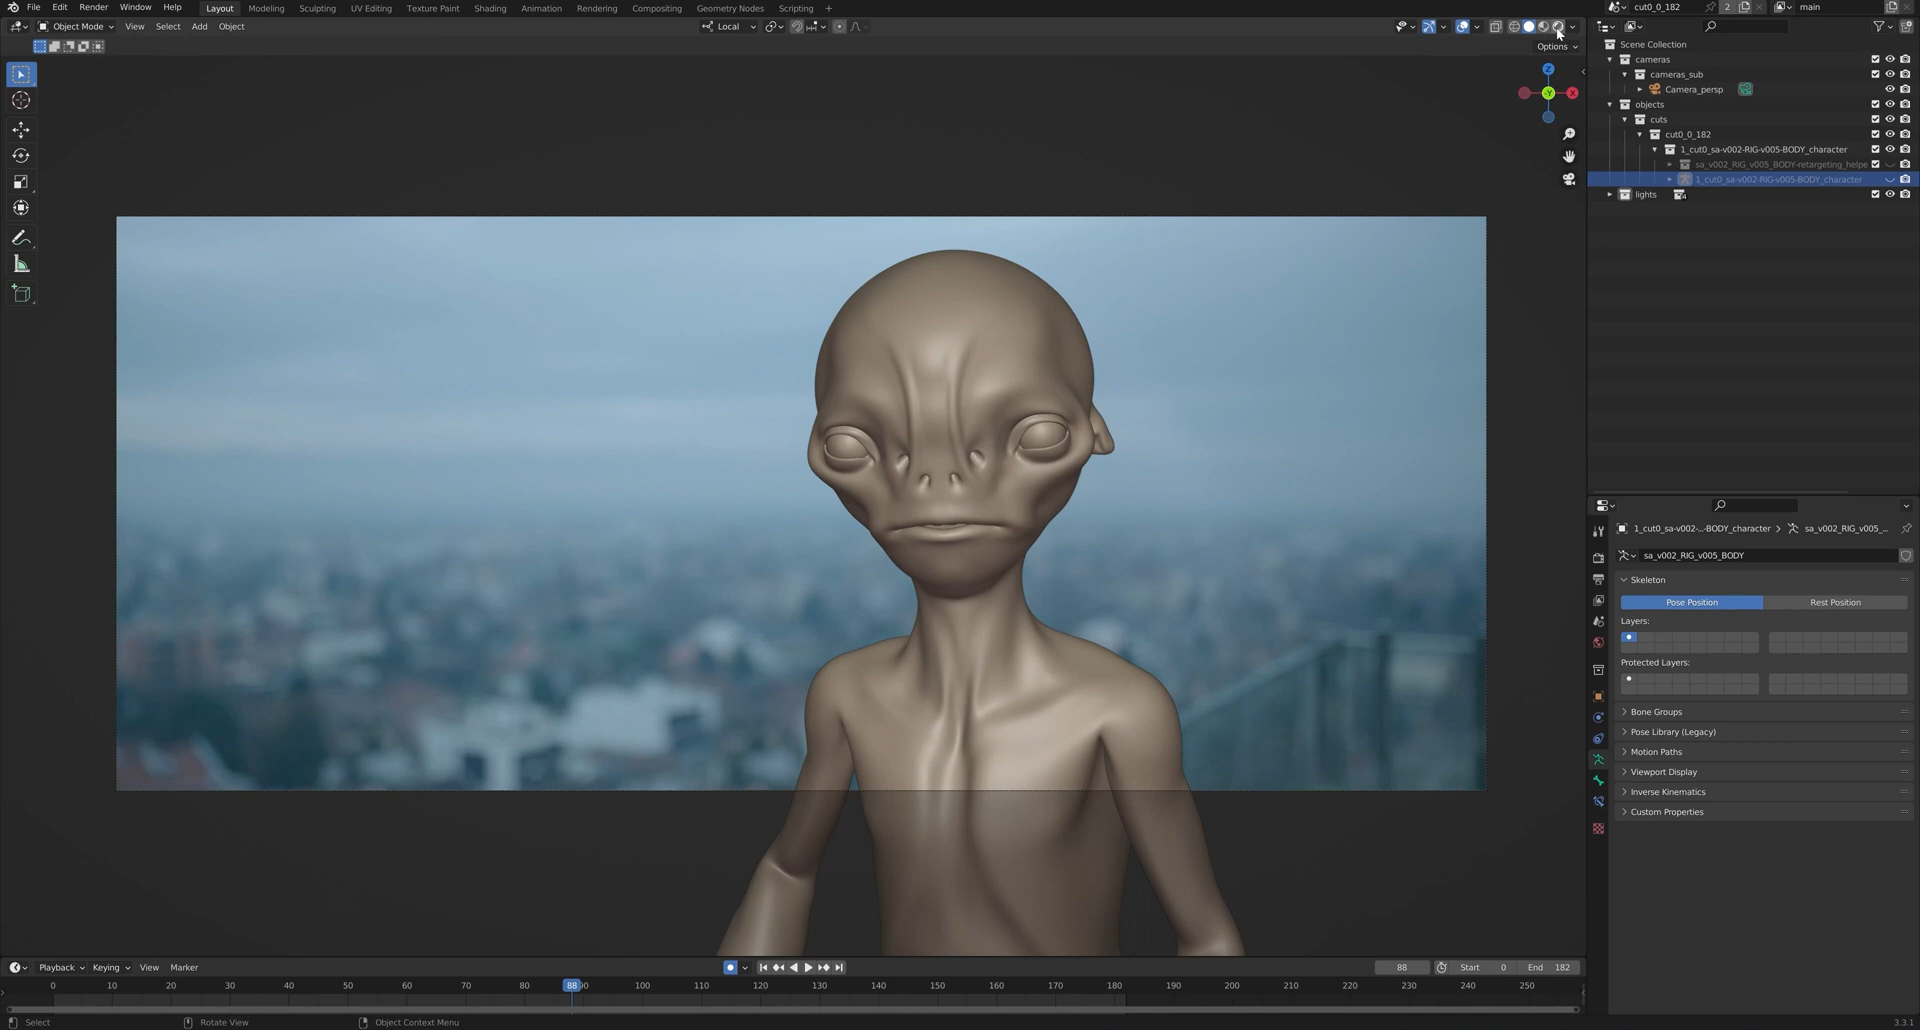 File Edit Render Window Help Layout Modeling Sculpting UV Editing Texture Paint Shading Animation Rendering Compositing Geometry Nodes Scripting + cut0_0_182 2 main
Object Mode View Select Add Object Local
Options
Z
Y X
Scene Collection
cameras
cameras_sub
Camera_persp
objects
cuts
cut0_0_182
1_cut0_sa-v002-RIG-v005-BODY_character
sa_v002_RIG_v005_BODY-retargeting_helpe
1_cut0_sa-v002-RIG-v005-BODY_character
lights 4
1_cut0_sa-v002-...-BODY_character > sa_v002_RIG_v005_...
sa_v002_RIG_v005_BODY
Skeleton
Pose Position Rest Position
Layers:
Protected Layers:
Bone Groups
Pose Library (Legacy)
Motion Paths
Viewport Display
Inverse Kinematics
Custom Properties
Playback Keying View Marker 88 Start 0 End 182
0 10 20 30 40 50 60 70 80 88 90 100 110 120 130 140 150 160 170 180 190 200 210 220 230 240 250
Select Rotate View Object Context Menu 3.3.1